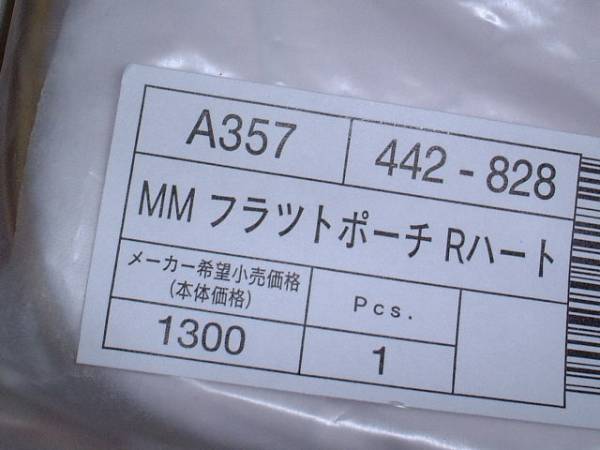 A357 442-828
MM フラツトポーチ Rハート
メーカー希望小売価格
(本体価格)
Pcs.
1300 1